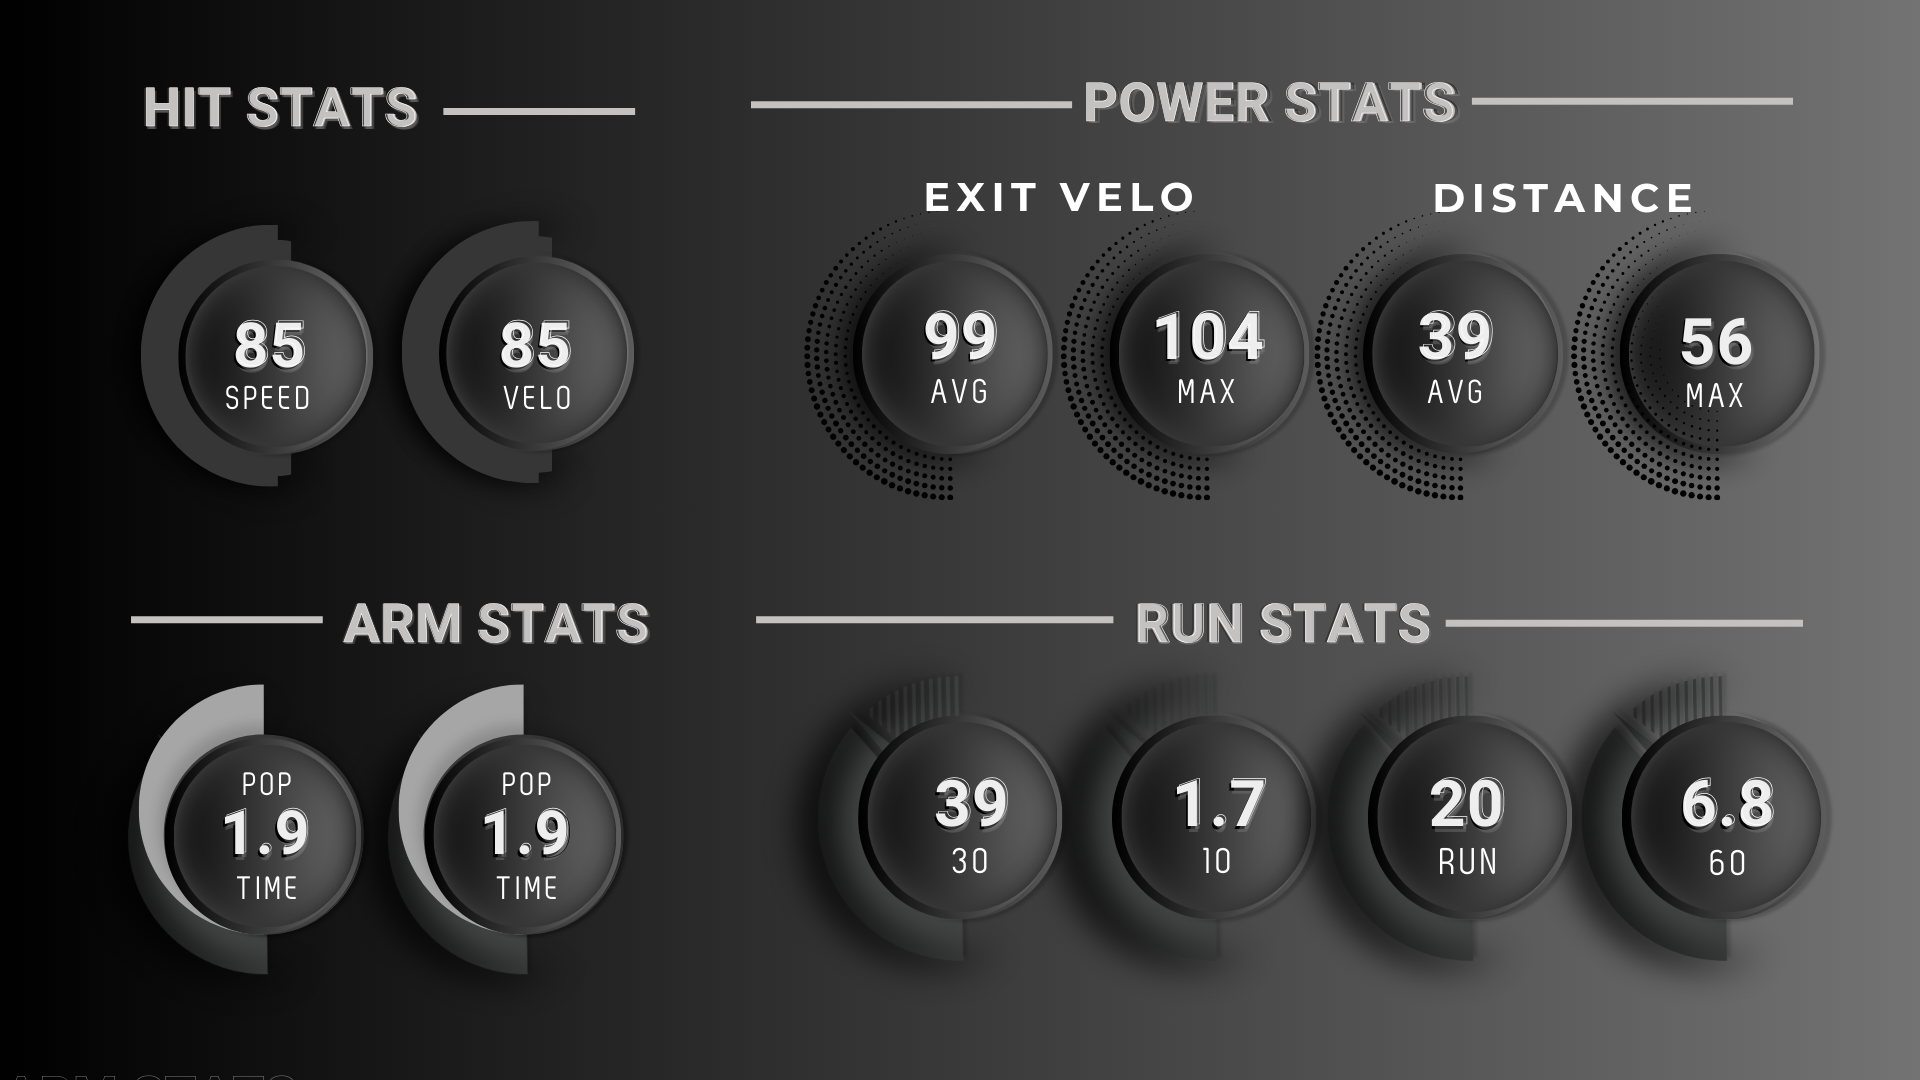 HIT STATS
POWER STATS
EXIT VELO
DISTANCE
85
SPEED
85
VELO
99
AVG
104
MAX
39
AVG
56
MAX
ARM STATS
RUN STATS
POP
1.9
TIME
POP
1.9
TIME
39
30
1.7
10
20
RUN
6.8
60